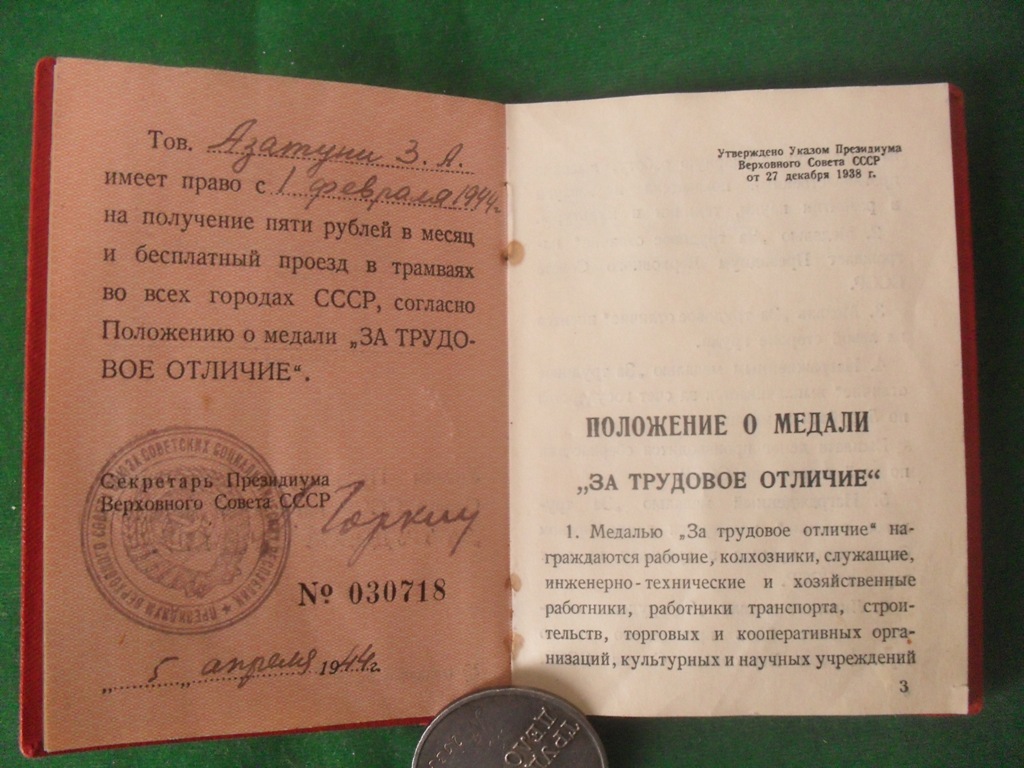 Тов. Азатуни З. А.
имеет право с 1 февраля 1944 г.
на получение пяти рублей в месяц
и бесплатный проезд в трамваях
во всех городах СССР, согласно
Положению о медали „ЗА ТРУДО-
ВОЕ ОТЛИЧИЕ“.
Секретарь Президиума
Верховного Совета СССР
Горкин
№ 030718
„ 5 „ апреля 1944 г.
Утверждено Указом Президиума
Верховного Совета СССР
от 27 декабря 1938 г.
ПОЛОЖЕНИЕ О МЕДАЛИ
„ЗА ТРУДОВОЕ ОТЛИЧИЕ“
1. Медалью „За трудовое отличие“ на-
граждаются рабочие, колхозники, служащие,
инженерно-технические и хозяйственные
работники, работники транспорта, строи-
тельств, торговых и кооперативных орга-
низаций, культурных и научных учреждений
3
ТРУД
ДЕЛО